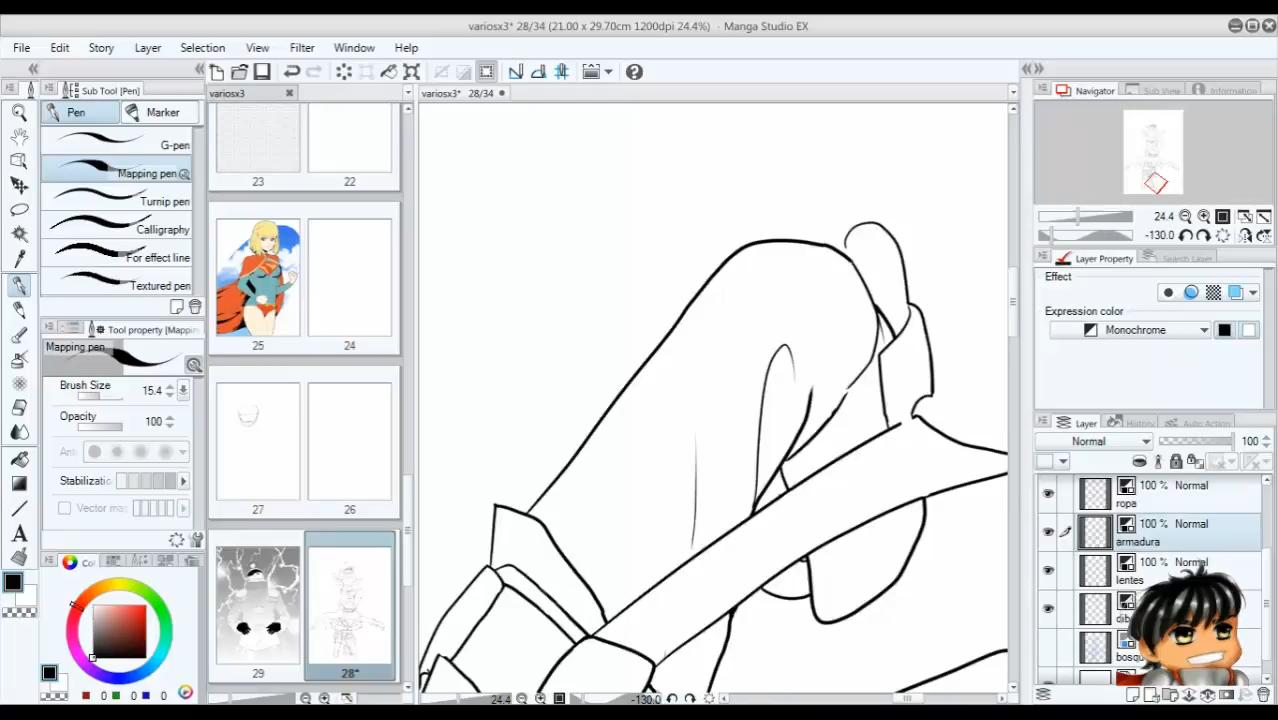 variosx3* 28/34 (21.00 x 29.70cm 1200dpi 24.4%) - Manga Studio EX
File Edit Story Layer Selection View Filter Window Help
Sub Tool [Pen]
Pen Marker
G-pen
Mapping pen
Turnip pen
Calligraphy
For effect line
Textured pen
Tool property [Mappin
Mapping pen
Brush Size 15.4
Opacity 100
Stabilizatio
Vector ma
Co
0 0 0
variosx3
23 22
25 24
27 26
29 28*
variosx3* 28/34
24.4 -130.0
Navigator Sub View Information
24.4
-130.0
Layer Property Search Layer
Effect
Expression color
Monochrome
Layer History Auto Action
Normal 100
100 % Normal
ropa
100 % Normal
armadura
100 % Normal
lentes
dib
bosq